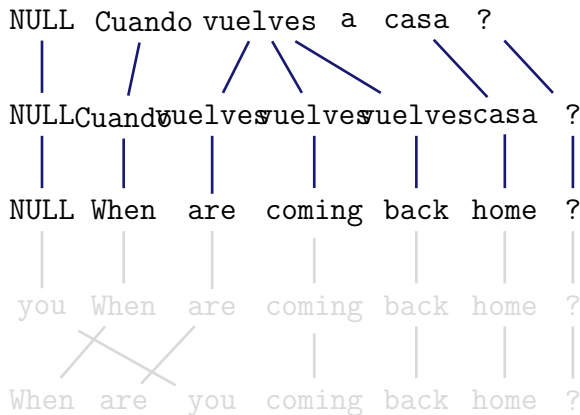 NULL Cuando vuelves a casa ?
NULL Cuando vuelves vuelves vuelves casa ?
NULL When are coming back home ?
you When are coming back home ?
When are you coming back home ?